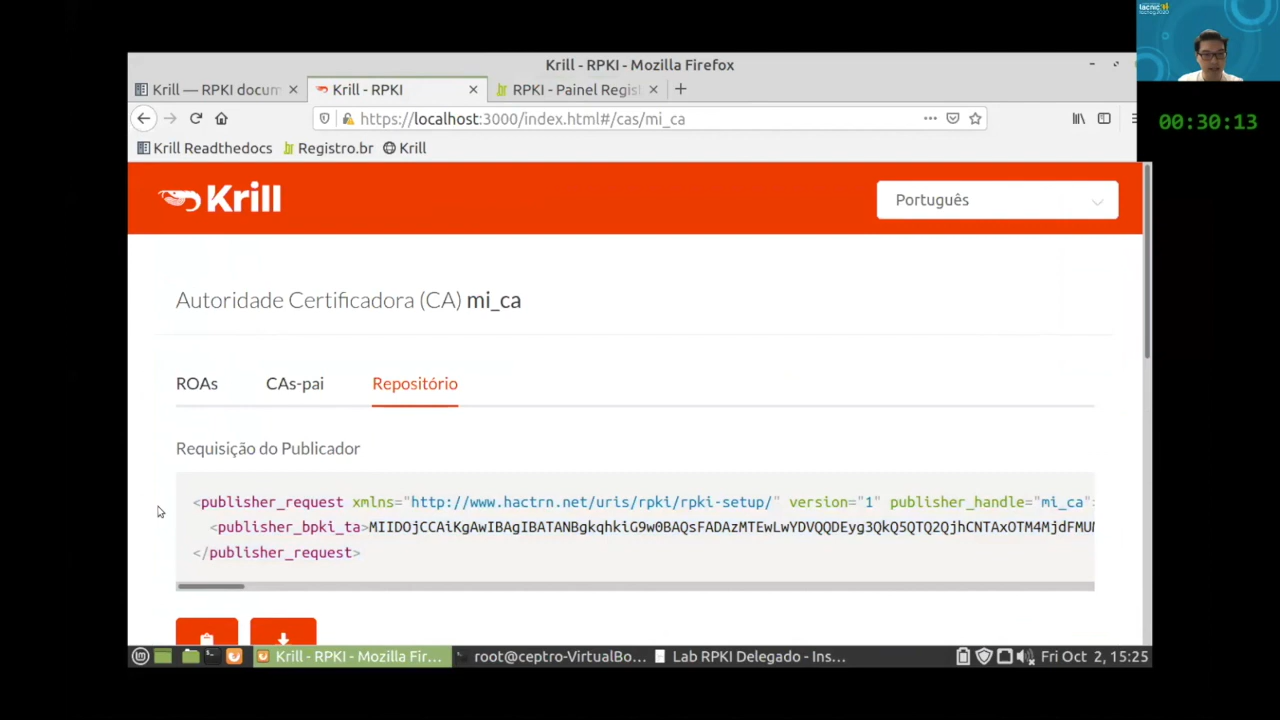 Krill - RPKI - Mozilla Firefox
Krill — RPKI docum
Krill - RPKI
RPKI - Painel Regist
https://localhost:3000/index.html#/cas/mi_ca
00:30:13
Krill Readthedocs
Registro.br
Krill
Krill
Português
Autoridade Certificadora (CA) mi_ca
ROAs
CAs-pai
Repositório
Requisição do Publicador
<publisher_request xmlns="http://www.hactrn.net/uris/rpki/rpki-setup/" version="1" publisher_handle="mi_ca">
<publisher_bpki_ta>MIIDOjCCAiKgAwIBAgIBATANBgkqhkiG9w0BAQsFADAzMTEwLwYDVQQDEyg3QkQ5QTQ2QjhCNTAxOTM4MjdFMU
</publisher_request>
Krill - RPKI - Mozilla Fir...
root@ceptro-VirtualBo...
Lab RPKI Delegado - Ins...
Fri Oct 2, 15:25